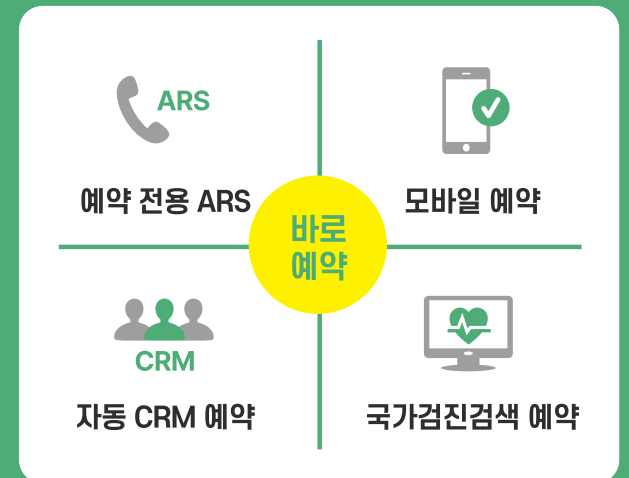 ARS
예약 전용 ARS
모바일 예약
바로
예약
CRM
자동 CRM 예약
국가검진검색 예약